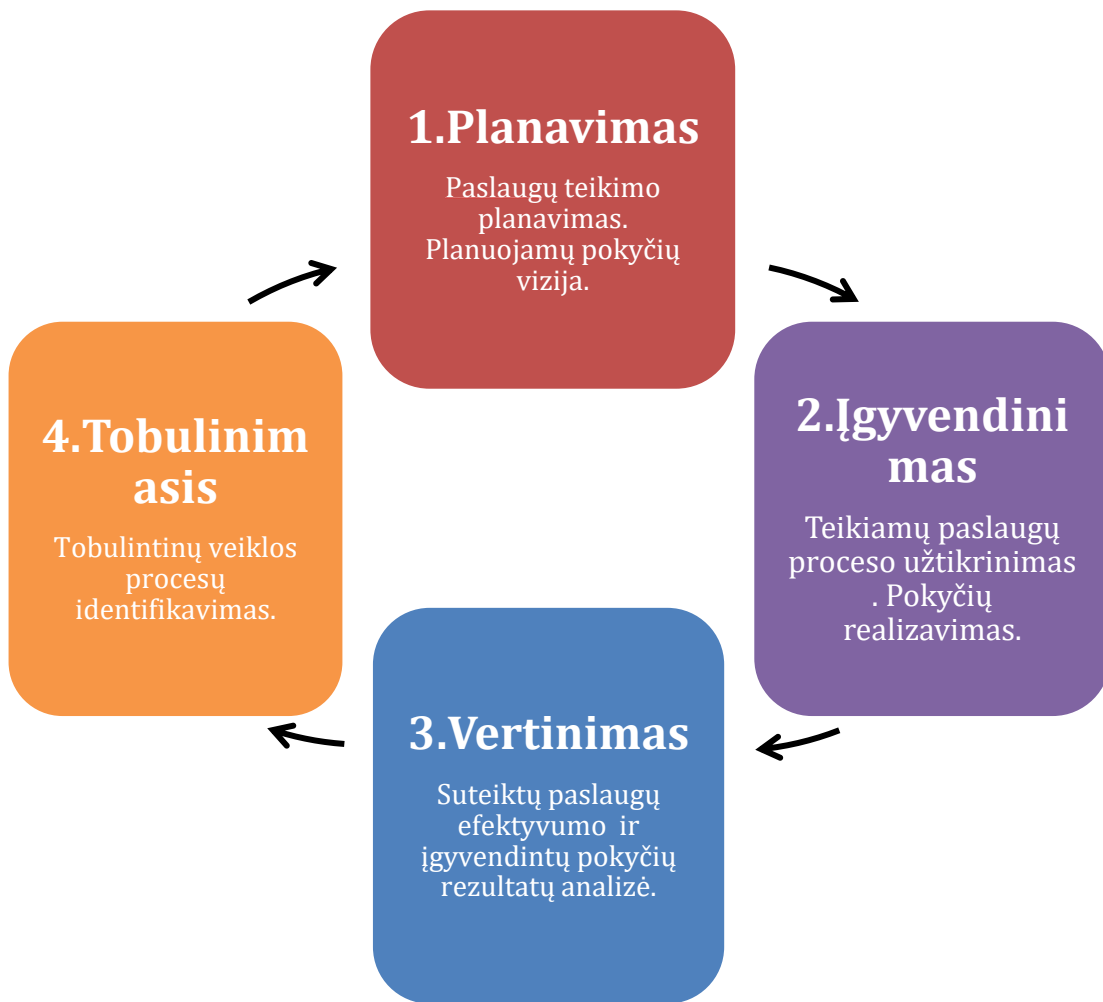 1.Planavimas
Paslaugų teikimo
planavimas.
Planuojamų pokyčių
vizija.
2.Įgyvendini
mas
Teikiamų paslaugų
proceso užtikrinimas
. Pokyčių
realizavimas.
3.Vertinimas
Suteiktų paslaugų
efektyvumo  ir
įgyvendintų pokyčių
rezultatų analizė.
4.Tobulinim
asis
Tobulintinų veiklos
procesų
identifikavimas.